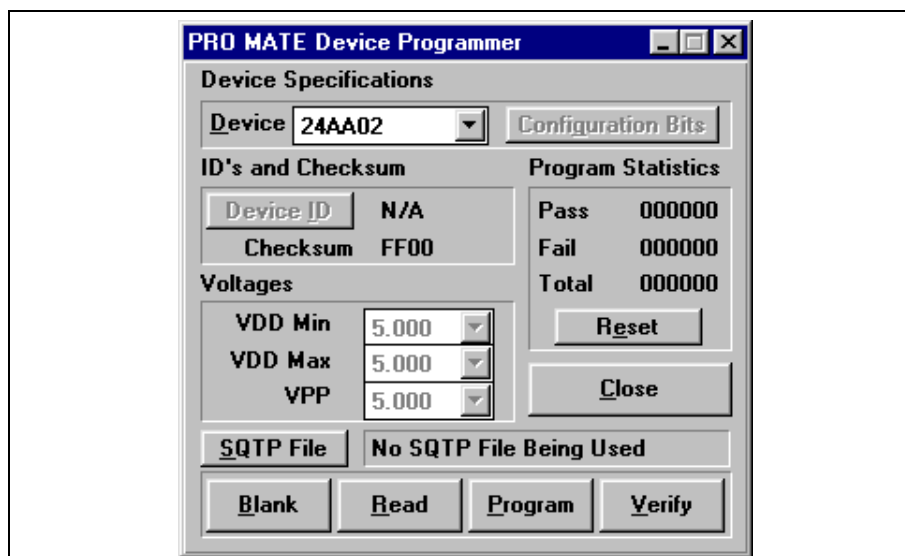 PRO MATE Device Programmer
Device Specifications
Device 24AA02 Configuration Bits
ID's and Checksum
Device ID N/A
Checksum FF00
Voltages
VDD Min 5.000
VDD Max 5.000
VPP 5.000
Program Statistics
Pass 000000
Fail 000000
Total 000000
Reset
Close
SQTP File No SQTP File Being Used
Blank Read Program Verify